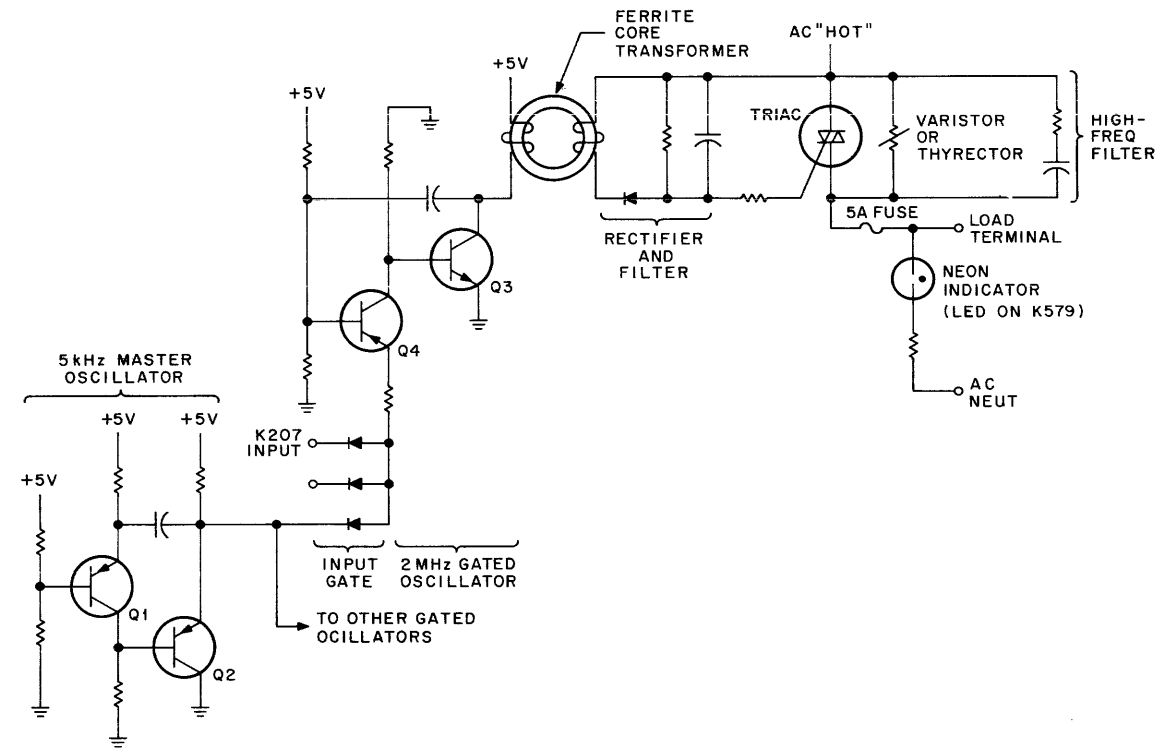 FERRITE
CORE
TRANSFORMER
AC"HOT"
+5V
+5V
TRIAC
VARISTOR
OR
THYRECTOR
HIGH-
FREQ
FILTER
5A FUSE
LOAD
TERMINAL
RECTIFIER
AND
FILTER
Q3
NEON
INDICATOR
(LED ON K579)
Q4
5kHz MASTER
OSCILLATOR
AC
NEUT
+5V
+5V
K207
INPUT
+5V
INPUT
GATE
2MHz GATED
OSCILLATOR
Q1
TO OTHER GATED
OCILLATORS
Q2